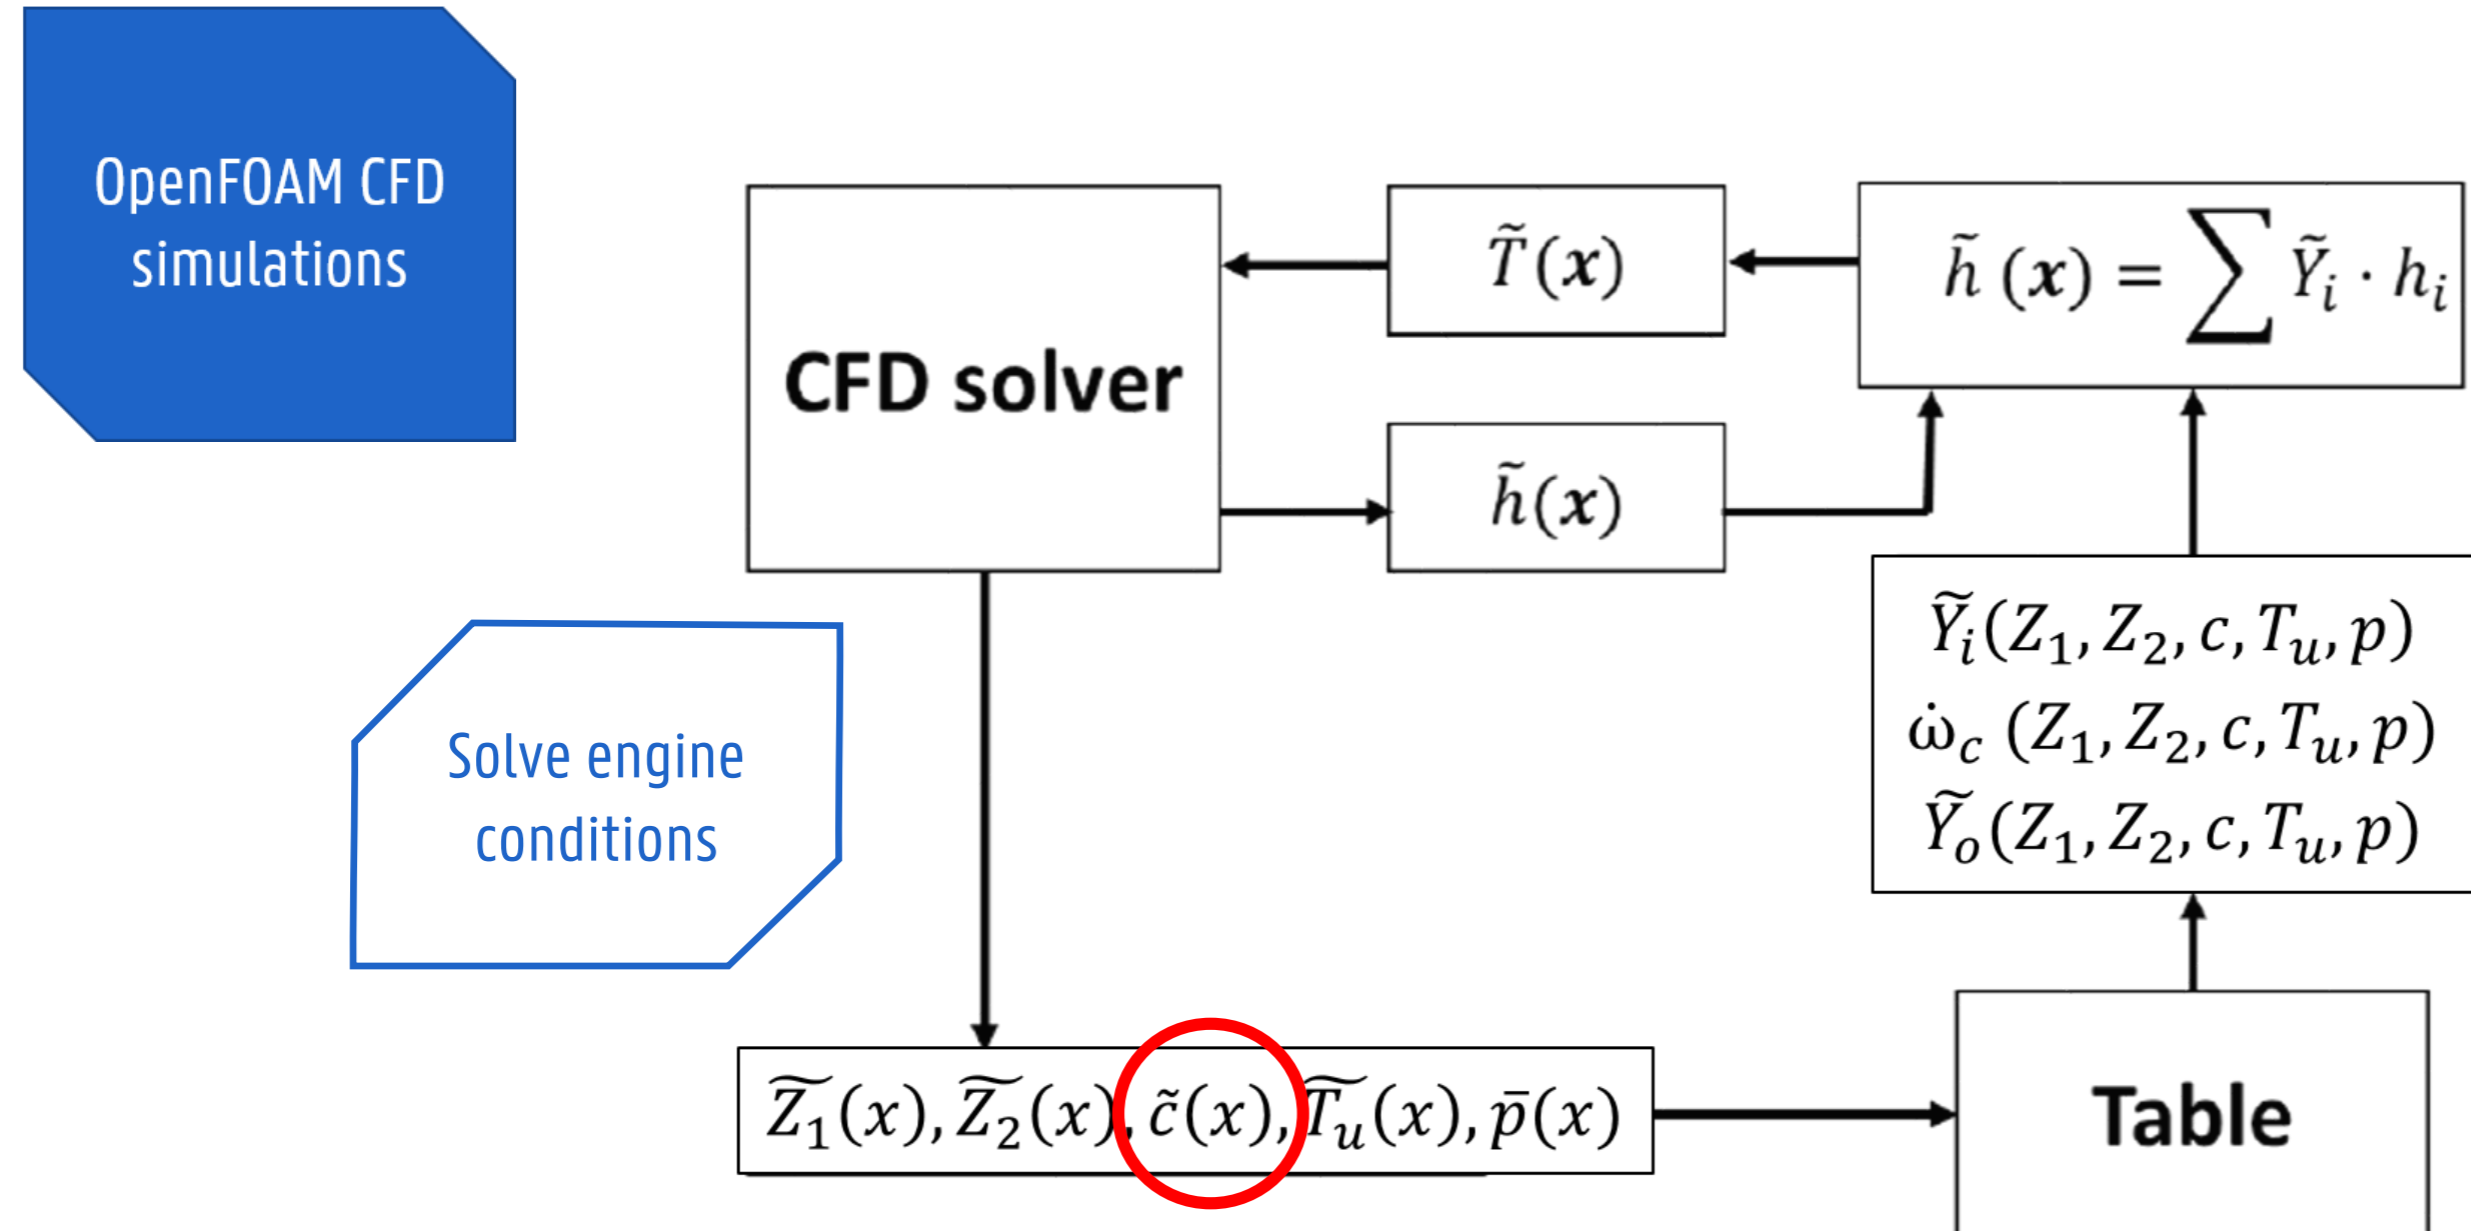 OpenFOAM CFD
simulations
CFD solver
T̃(x)
h̃ (x) = ∑ Ỹᵢ · hᵢ
h̃(x)
Solve engine
conditions
Ỹᵢ(Z₁, Z₂, c, Tᵤ, p)
ω̇_c (Z₁, Z₂, c, Tᵤ, p)
Ỹₒ(Z₁, Z₂, c, Tᵤ, p)
Z̃₁(x), Z̃₂(x), c̃(x), T̃ᵤ(x), p̄(x)
Table